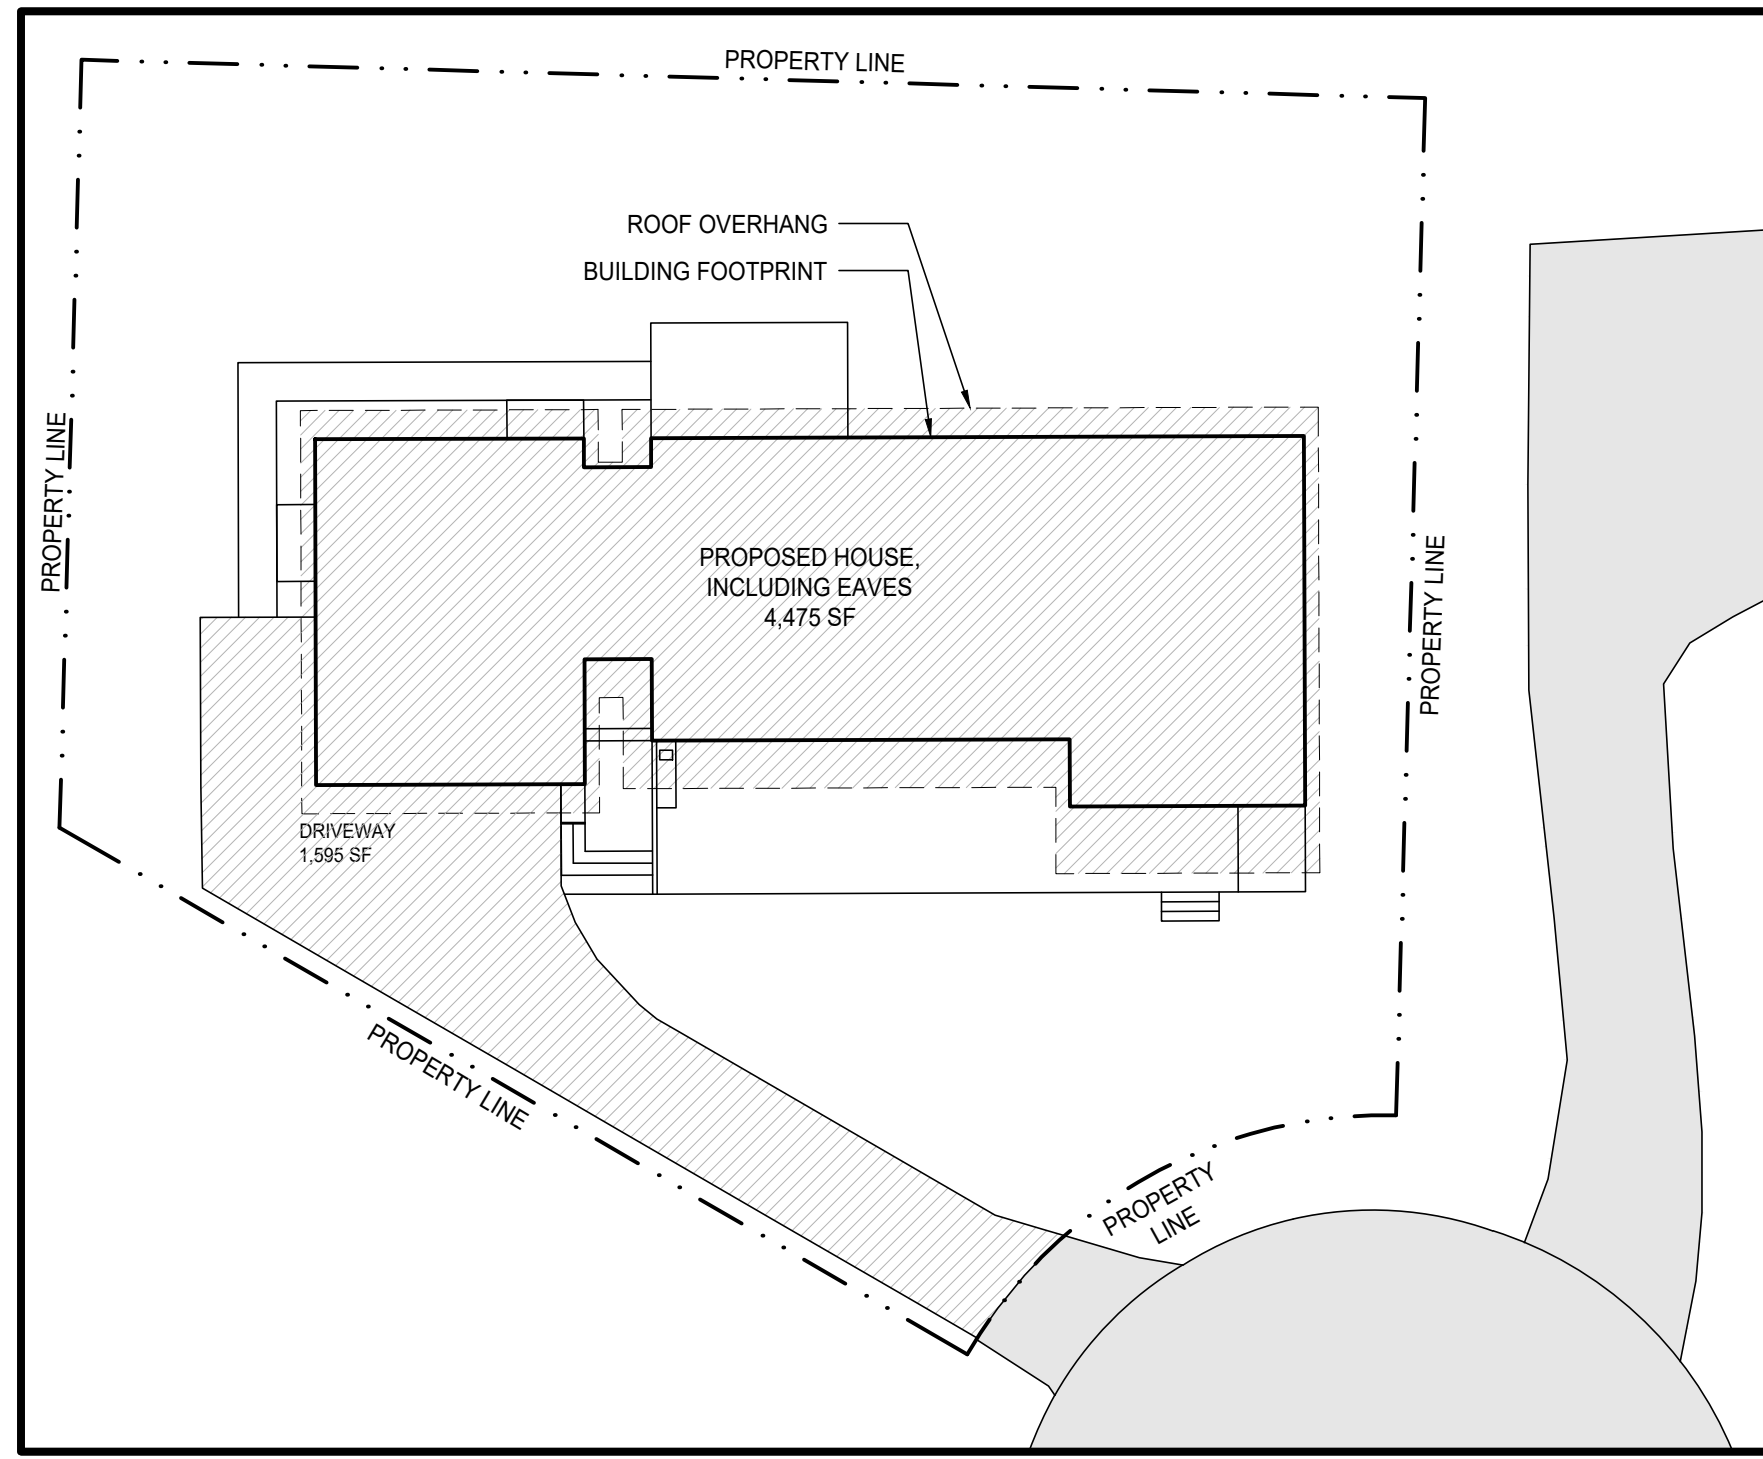 PROPERTY LINE
ROOF OVERHANG
BUILDING FOOTPRINT
PROPERTY LINE
PROPOSED HOUSE,
INCLUDING EAVES
4,475 SF
PROPERTY LINE
DRIVEWAY
1,595 SF
PROPERTY LINE
PROPERTY
LINE